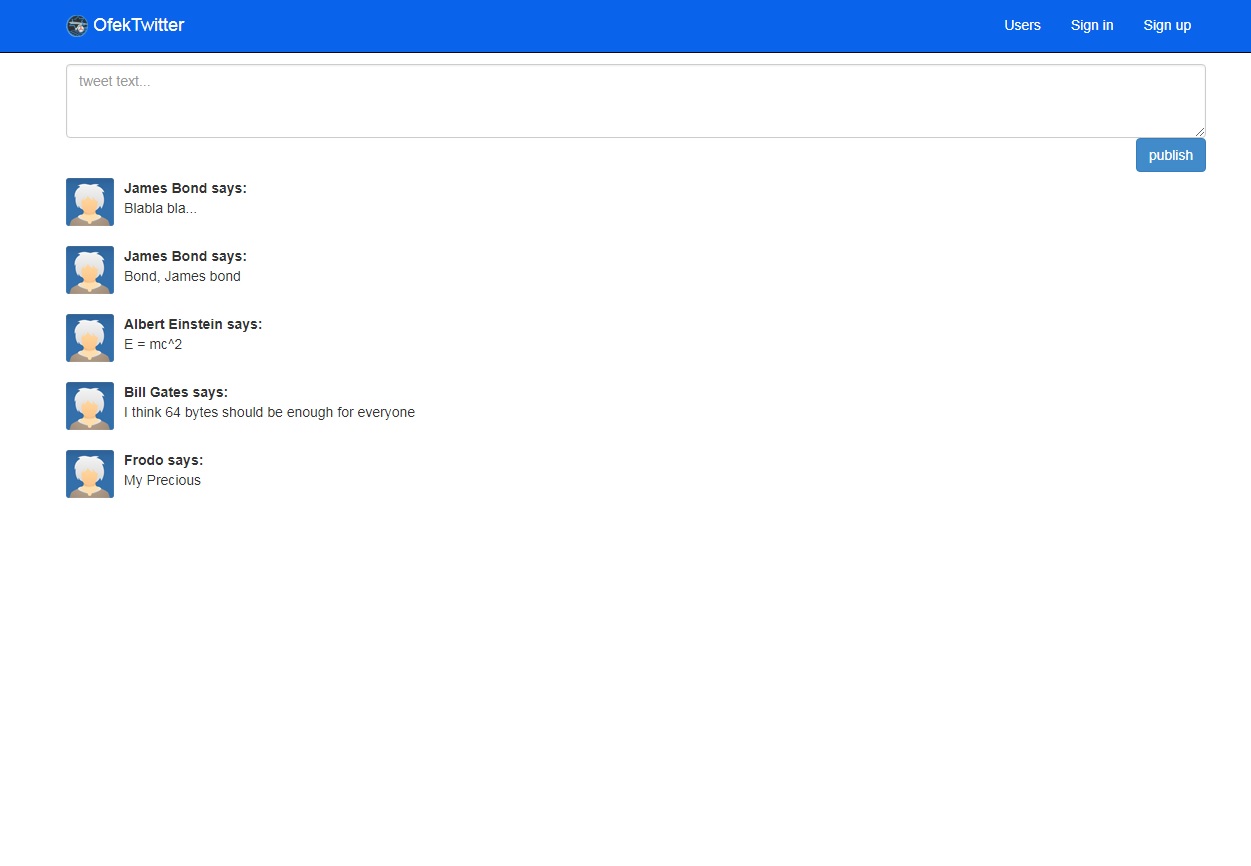 OfekTwitter Users Sign in Sign up
tweet text...
publish
James Bond says:
Blabla bla...
James Bond says:
Bond, James bond
Albert Einstein says:
E = mc^2
Bill Gates says:
I think 64 bytes should be enough for everyone
Frodo says:
My Precious